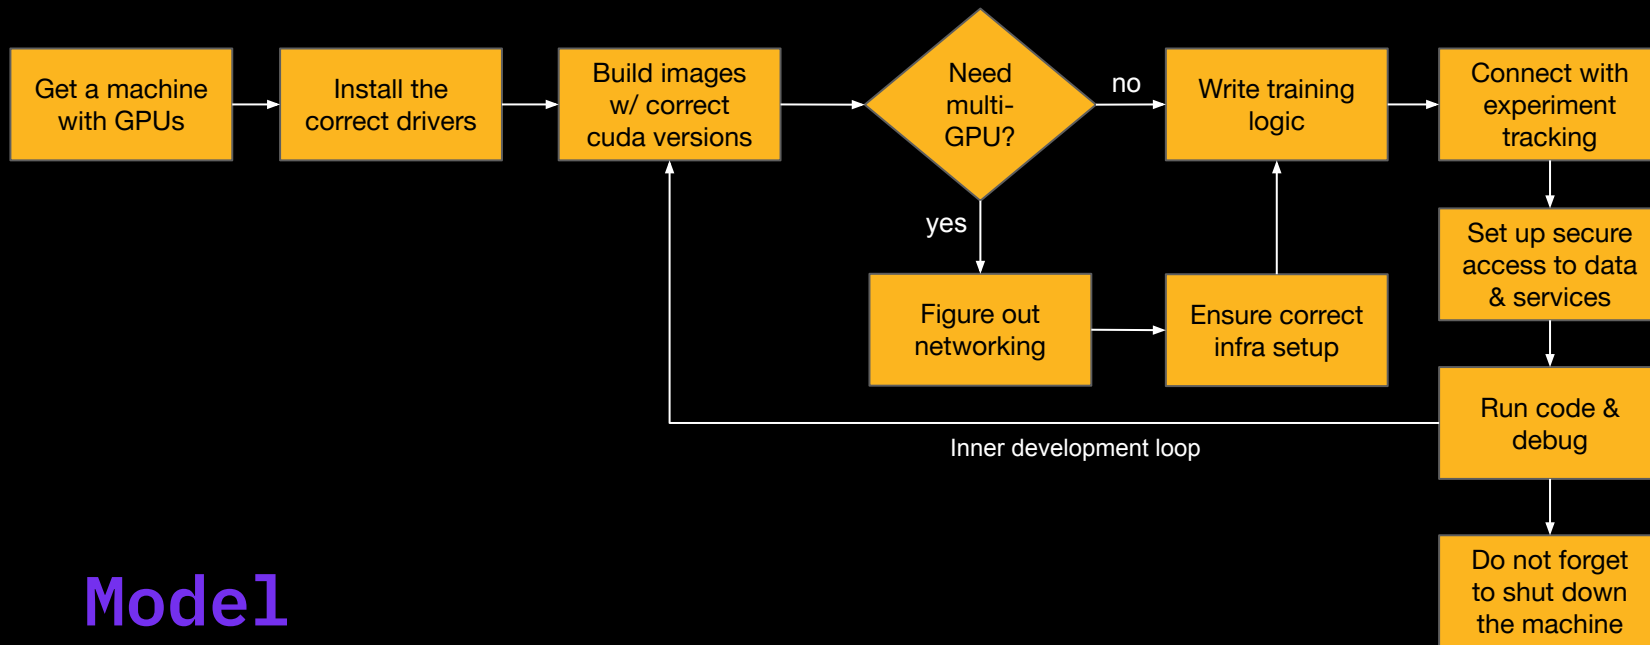 Get a machine
with GPUs
Install the
correct drivers
Build images
w/ correct
cuda versions
Need
multi-
GPU?
no
Write training
logic
Connect with
experiment
tracking
yes
Figure out
networking
Ensure correct
infra setup
Set up secure
access to data
& services
Run code &
debug
Inner development loop
Do not forget
to shut down
the machine
Model